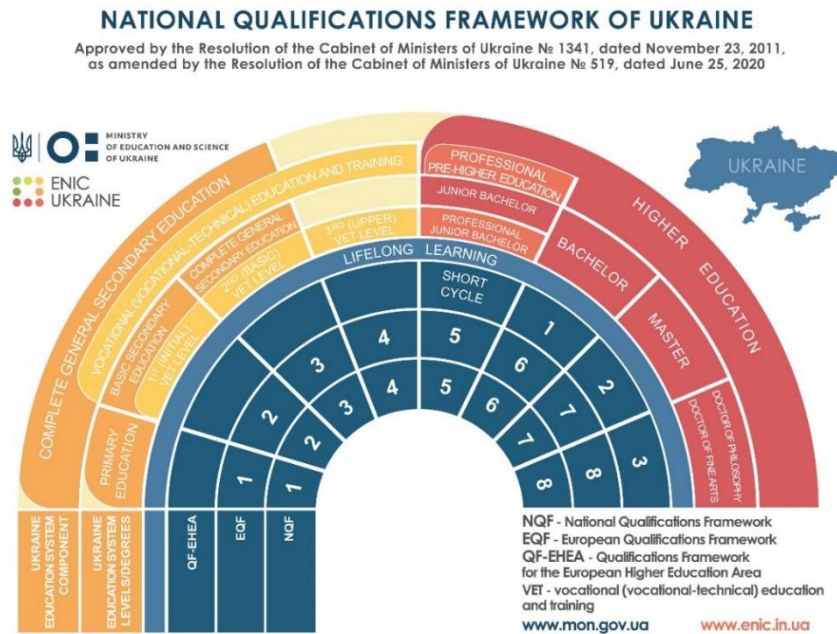 NATIONAL QUALIFICATIONS FRAMEWORK OF UKRAINE
Approved by the Resolution of the Cabinet of Ministers of Ukraine № 1341, dated November 23, 2011,
as amended by the Resolution of the Cabinet of Ministers of Ukraine № 519, dated June 25, 2020
MINISTRY
OF EDUCATION AND SCIENCE
OF UKRAINE
ENIC
UKRAINE
UKRAINE
COMPLETE GENERAL SECONDARY EDUCATION
VOCATIONAL (VOCATIONAL-TECHNICAL) EDUCATION AND TRAINING
PROFESSIONAL
PRE-HIGHER EDUCATION
HIGHER EDUCATION
PRIMARY
EDUCATION
BASIC SECONDARY
EDUCATION
1ST (INITIAL)
VET LEVEL
COMPLETE GENERAL
SECONDARY EDUCATION
2ND (BASIC)
VET LEVEL
3RD (UPPER)
VET LEVEL
JUNIOR BACHELOR
PROFESSIONAL
JUNIOR BACHELOR
BACHELOR
MASTER
DOCTOR OF PHILOSOPHY
DOCTOR OF FINE ARTS
LIFELONG LEARNING
SHORT
CYCLE
1
2
3
1
2
3
4
5
6
7
8
1
2
3
4
5
6
7
8
UKRAINE
EDUCATION SYSTEM
COMPONENT
UKRAINE
EDUCATION SYSTEM
LEVELS/DEGREES
QF-EHEA
EQF
NQF
NQF - National Qualifications Framework
EQF - European Qualifications Framework
QF-EHEA - Qualifications Framework
for the European Higher Education Area
VET - vocational (vocational-technical) education
and training
www.mon.gov.ua www.enic.in.ua